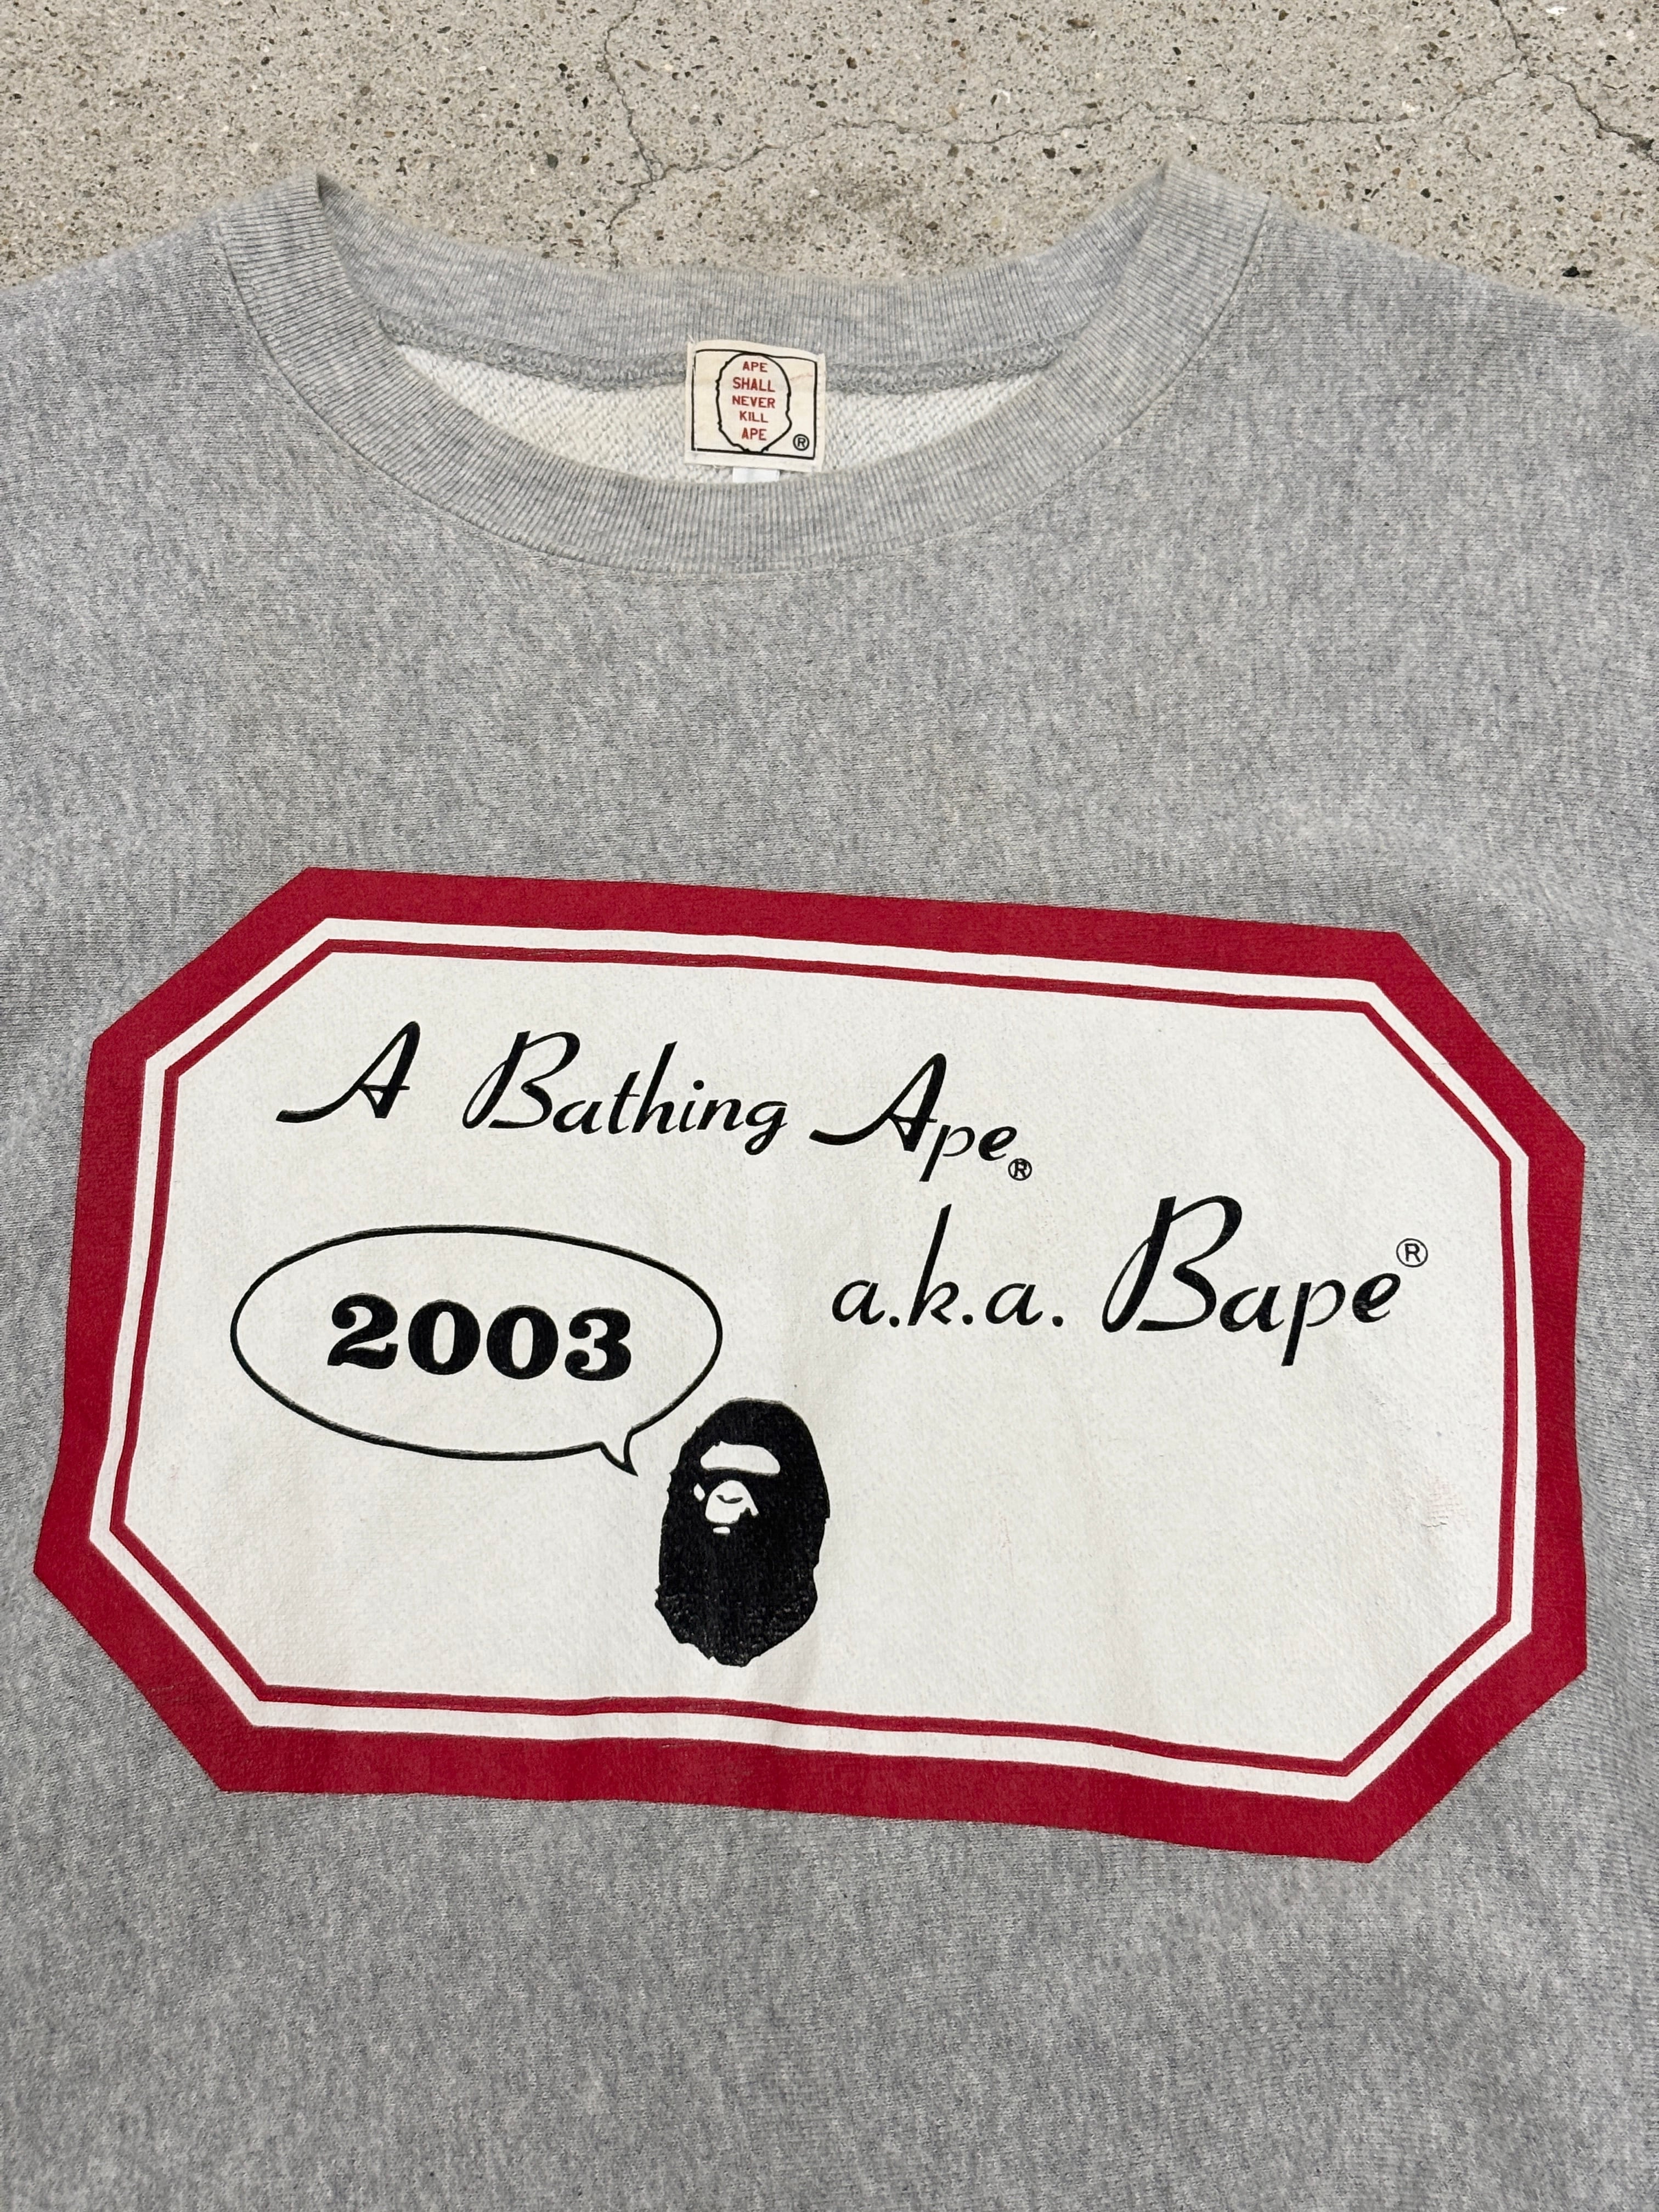 APE
SHALL
NEVER
KILL
APE
®
A Bathing Ape®
a.k.a. Bape®
2003